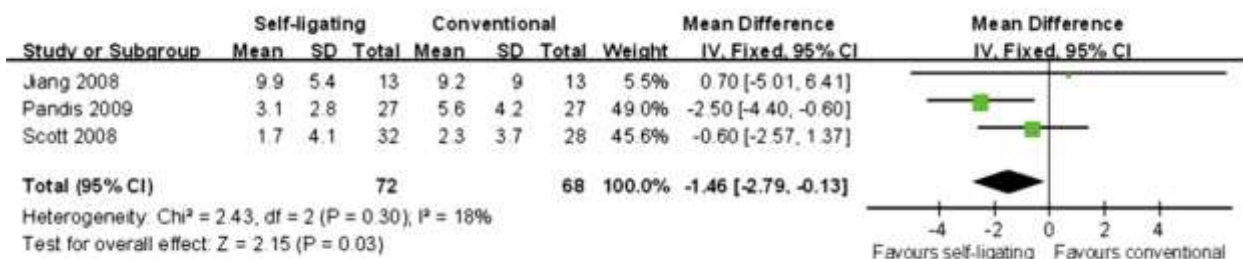 Self-ligating Conventional Mean Difference Mean Difference
Study or Subgroup Mean SD Total Mean SD Total Weight IV, Fixed, 95% CI IV, Fixed, 95% CI
Jiang 2008 9.9 5.4 13 9.2 9 13 5.5% 0.70 [-5.01, 6.41]
Pandis 2009 3.1 2.8 27 5.6 4.2 27 49.0% -2.50 [-4.40, -0.60]
Scott 2008 1.7 4.1 32 2.3 3.7 28 45.6% -0.60 [-2.57, 1.37]
Total (95% CI) 72 68 100.0% -1.46 [-2.79, -0.13]
Heterogeneity: Chi² = 2.43, df = 2 (P = 0.30); I² = 18%
Test for overall effect: Z = 2.15 (P = 0.03)
-4 -2 0 2 4
Favours self-ligating Favours conventional